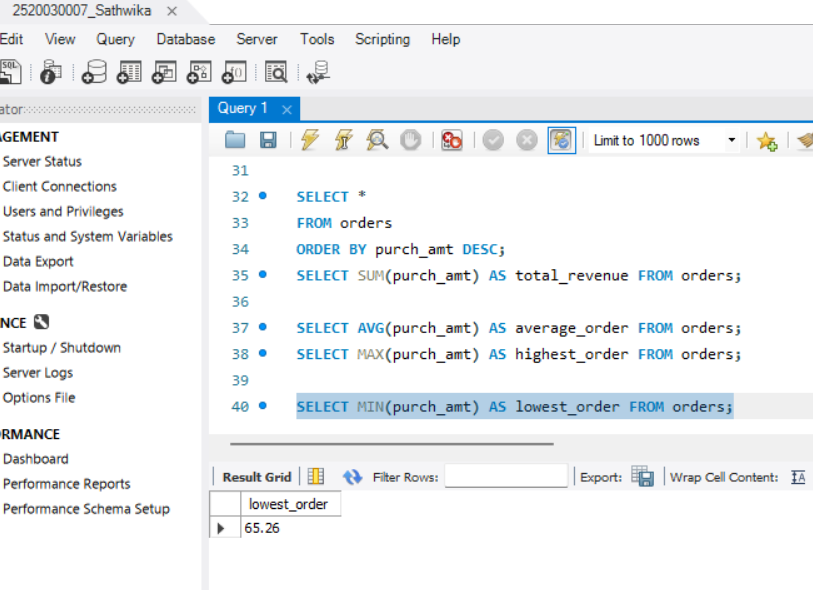 2520030007_Sathwika ×
Edit View Query Database Server Tools Scripting Help
SQL
ator
Query 1 ×
AGEMENT
Server Status
Client Connections
Users and Privileges
Status and System Variables
Data Export
Data Import/Restore
NCE
Startup / Shutdown
Server Logs
Options File
RMANCE
Dashboard
Performance Reports
Performance Schema Setup
Limit to 1000 rows
31
32 SELECT *
33 FROM orders
34 ORDER BY purch_amt DESC;
35 SELECT SUM(purch_amt) AS total_revenue FROM orders;
36
37 SELECT AVG(purch_amt) AS average_order FROM orders;
38 SELECT MAX(purch_amt) AS highest_order FROM orders;
39
40 SELECT MIN(purch_amt) AS lowest_order FROM orders;
Result Grid Filter Rows: Export: Wrap Cell Content:
lowest_order
65.26